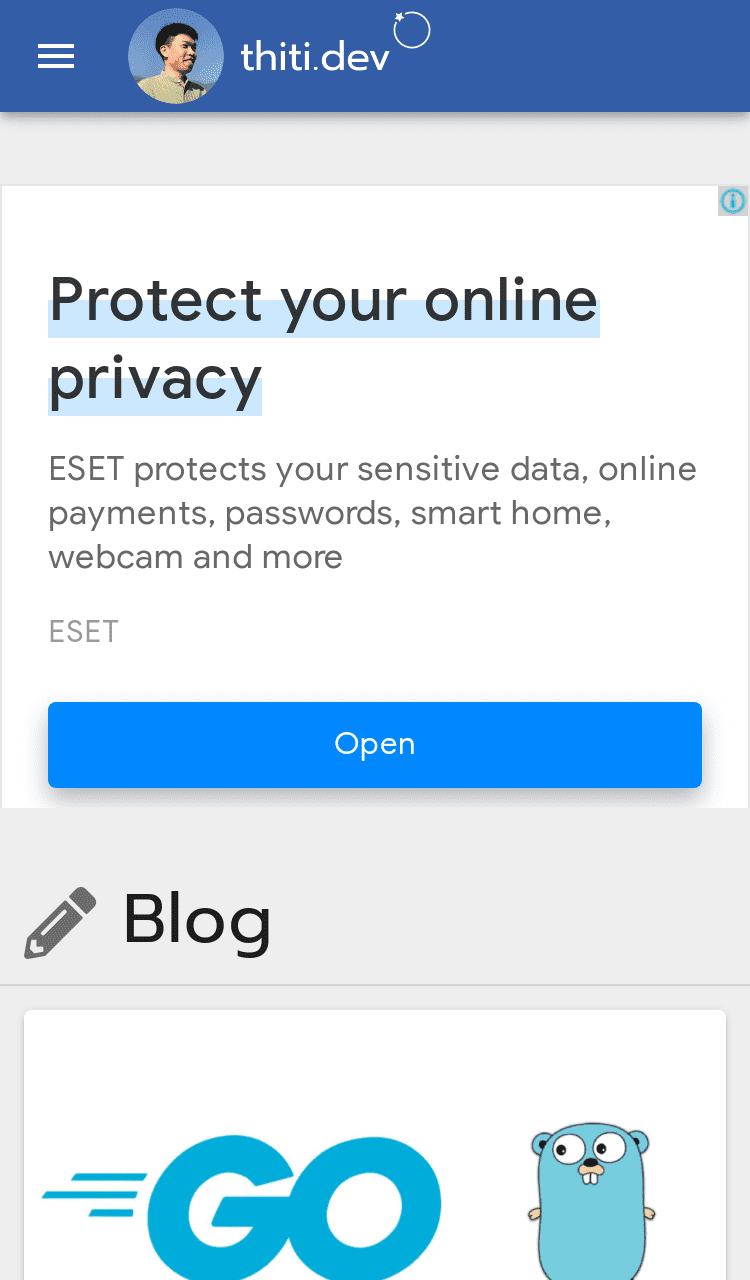 thiti.dev
Protect your online
privacy
ESET protects your sensitive data, online
payments, passwords, smart home,
webcam and more
ESET
Open
Blog
GO